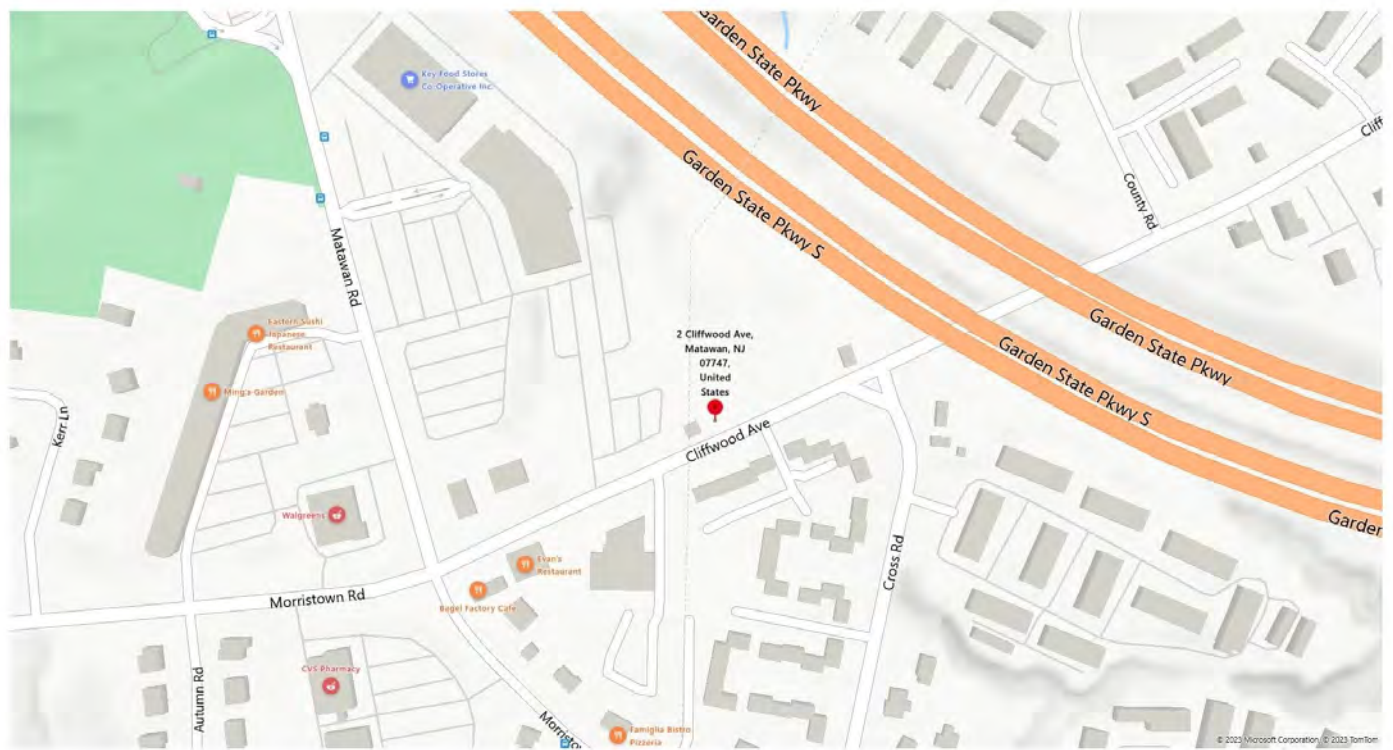 Garden State Pkwy
Key Food Stores
Co-Operative Inc.
Garden State Pkwy S
Cliff
County Rd
Matawan Rd
Eastern Sushi
Japanese
Restaurant
Ming's Garden
2 Cliffwood Ave,
Matawan, NJ
07747,
United
States
Garden State Pkwy
Garden State Pkwy S
Kerr Ln
Cliffwood Ave
Walgreens
Garden
Evan's
Restaurant
Cross Rd
Morristown Rd
Bagel Factory Cafe
CVS Pharmacy
Autumn Rd
Morristo
Famiglia Bistro
Pizzeria
© 2023 Microsoft Corporation, © 2023 TomTom